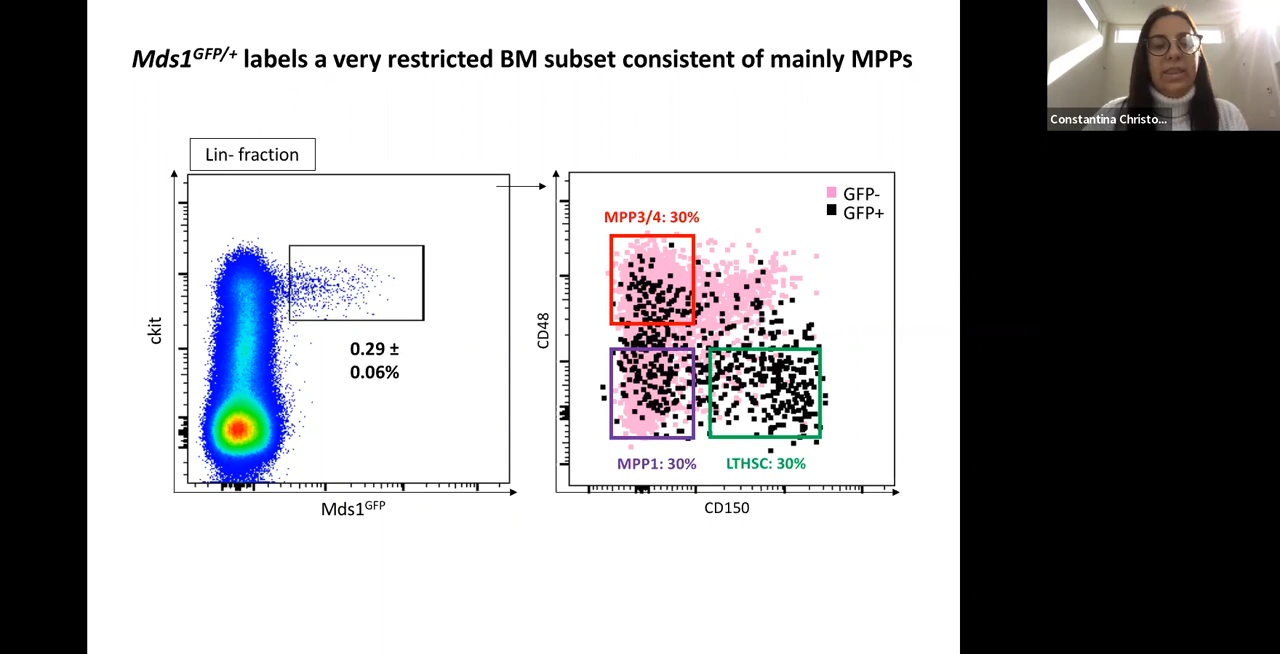 Mds1GFP/+ labels a very restricted BM subset consistent of mainly MPPs
Constantina Christo...
Lin- fraction
ckit
0.29 ±
0.06%
Mds1GFP
GFP-
GFP+
MPP3/4: 30%
CD48
MPP1: 30%
LTHSC: 30%
CD150